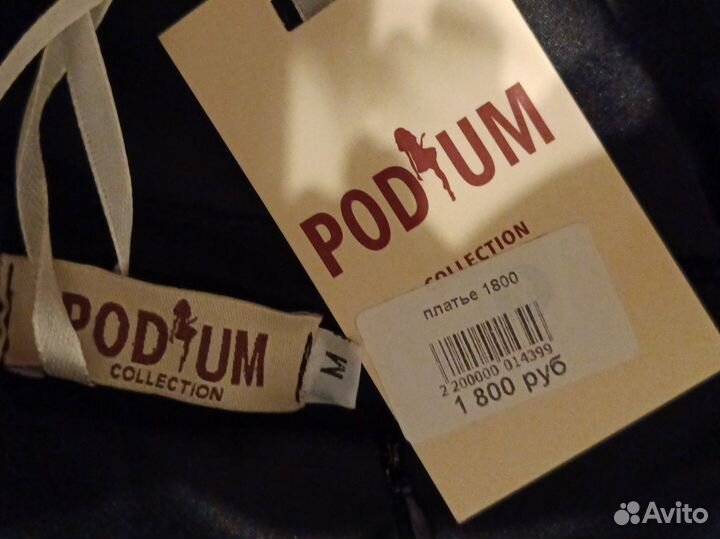 PODIUM
COLLECTION
платье 1800
2 200000 014399
1 800 руб
PODIUM
COLLECTION
M
Avito